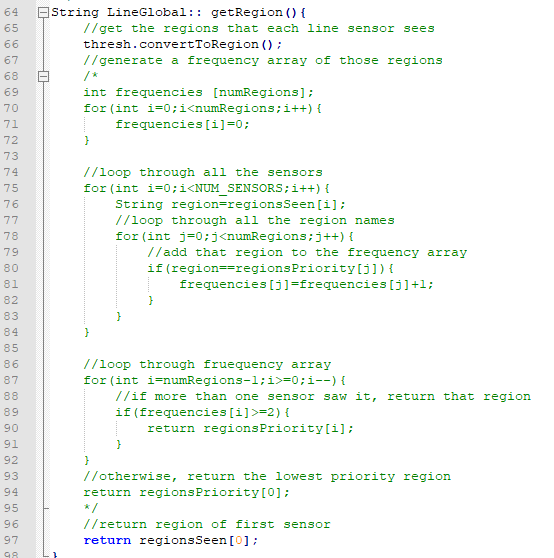 64 String LineGlobal:: getRegion(){
65 //get the regions that each line sensor sees
66 thresh.convertToRegion();
67 //generate a frequency array of those regions
68 /*
69 int frequencies [numRegions];
70 for(int i=0;i<numRegions;i++){
71 frequencies[i]=0;
72 }
73
74 //loop through all the sensors
75 for(int i=0;i<NUM_SENSORS;i++){
76 String region=regionsSeen[i];
77 //loop through all the region names
78 for(int j=0;j<numRegions;j++){
79 //add that region to the frequency array
80 if(region==regionsPriority[j]){
81 frequencies[j]=frequencies[j]+1;
82 }
83 }
84 }
85
86 //loop through fruequency array
87 for(int i=numRegions-1;i>=0;i--){
88 //if more than one sensor saw it, return that region
89 if(frequencies[i]>=2){
90 return regionsPriority[i];
91 }
92 }
93 //otherwise, return the lowest priority region
94 return regionsPriority[0];
95 */
96 //return region of first sensor
97 return regionsSeen[0];
98 }